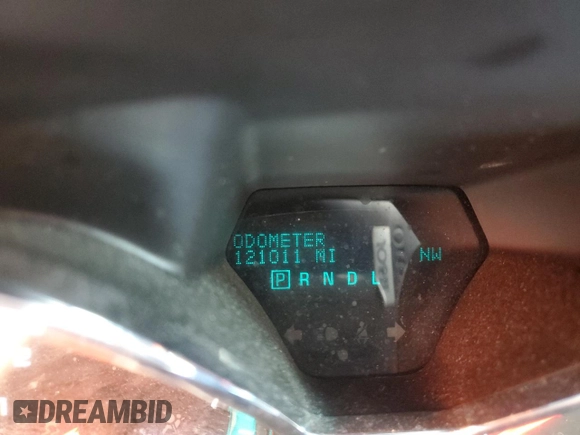 ODOMETER
121011 MI NW
P R N D L
DREAMBID